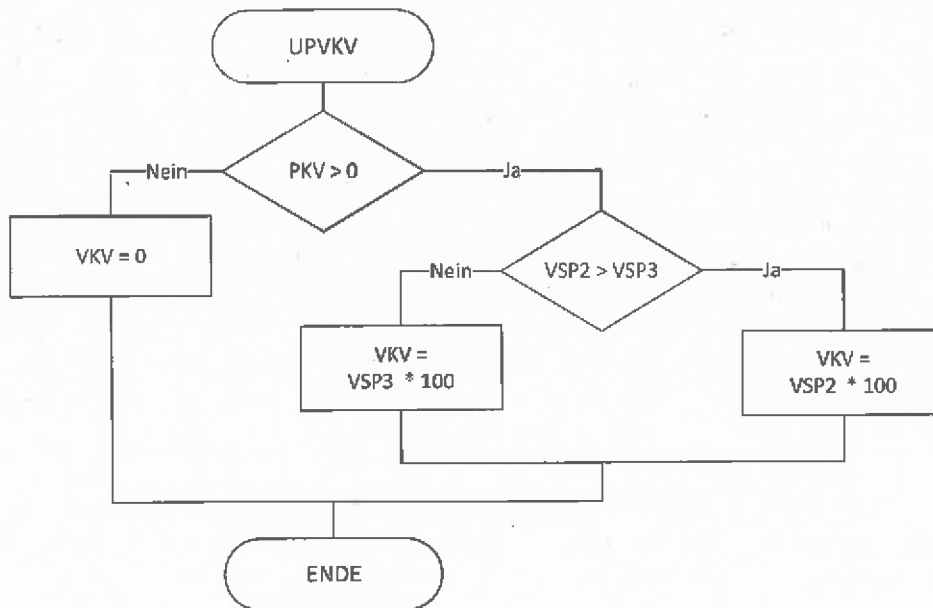 UPVKV
PKV > 0
Nein
Ja
VKV = 0
VSP2 > VSP3
Nein
Ja
VKV =
VSP3 * 100
VKV =
VSP2 * 100
ENDE